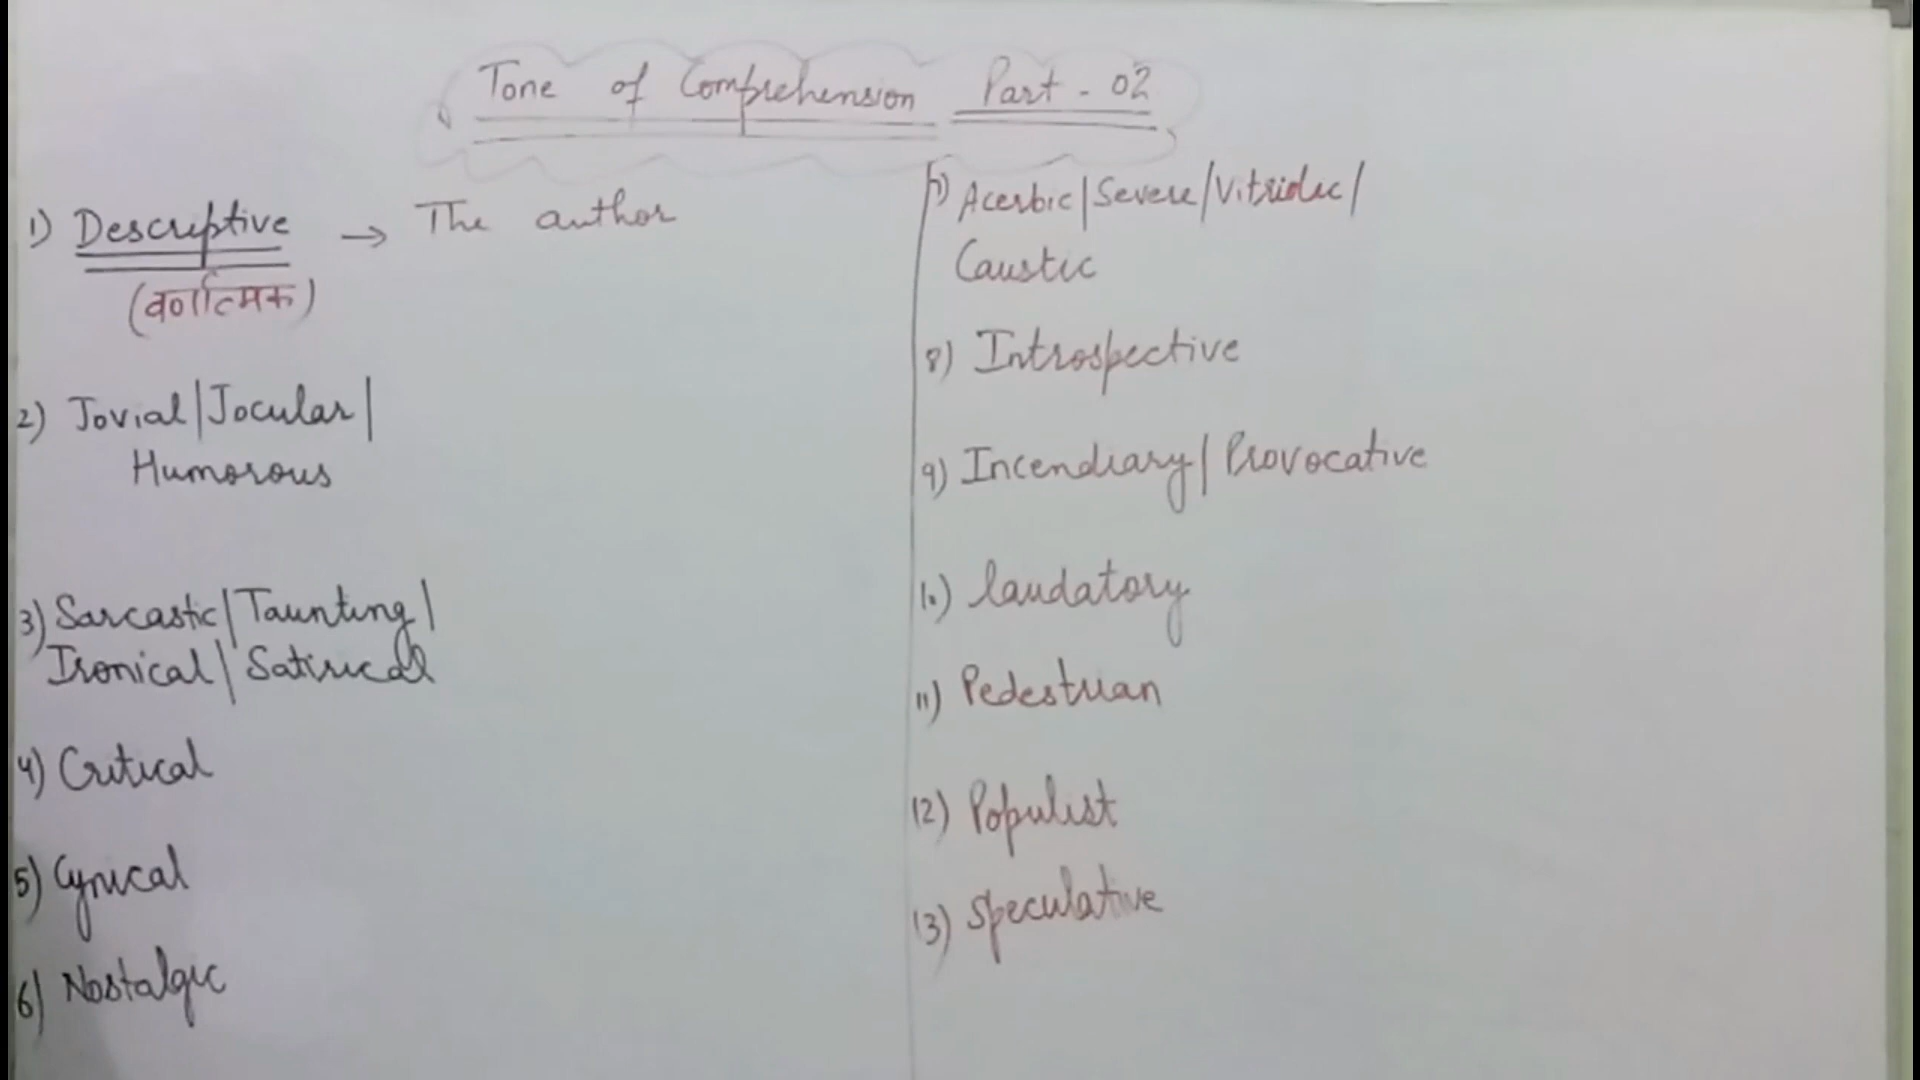 Tone of Comprehension Part - 02
1) Descriptive → The author
(वर्णात्मक)
2) Jovial|Jocular|
Humorous
3) Sarcastic|Taunting|
Ironical|Satirical
4) Critical
5) Cynical
6) Nostalgic
7) Acerbic|Severe/Vitriolic/
Caustic
8) Introspective
9) Incendiary/Provocative
10) laudatory
11) Pedestrian
12) Populist
13) Speculative